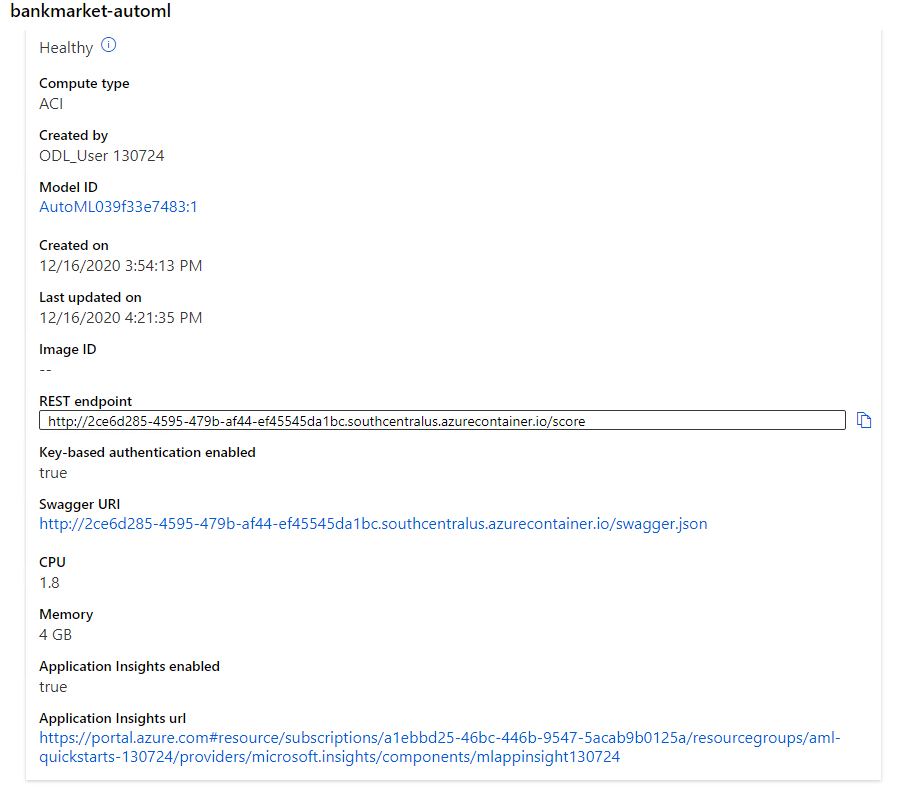 bankmarket-automl
Healthy
Compute type
ACI
Created by
ODL_User 130724
Model ID
AutoML039f33e7483:1
Created on
12/16/2020 3:54:13 PM
Last updated on
12/16/2020 4:21:35 PM
Image ID
--
REST endpoint
http://2ce6d285-4595-479b-af44-ef45545da1bc.southcentralus.azurecontainer.io/score
Key-based authentication enabled
true
Swagger URI
http://2ce6d285-4595-479b-af44-ef45545da1bc.southcentralus.azurecontainer.io/swagger.json
CPU
1.8
Memory
4 GB
Application Insights enabled
true
Application Insights url
https://portal.azure.com#resource/subscriptions/a1ebbd25-46bc-446b-9547-5acab9b0125a/resourcegroups/aml-
quickstarts-130724/providers/microsoft.insights/components/mlappinsight130724